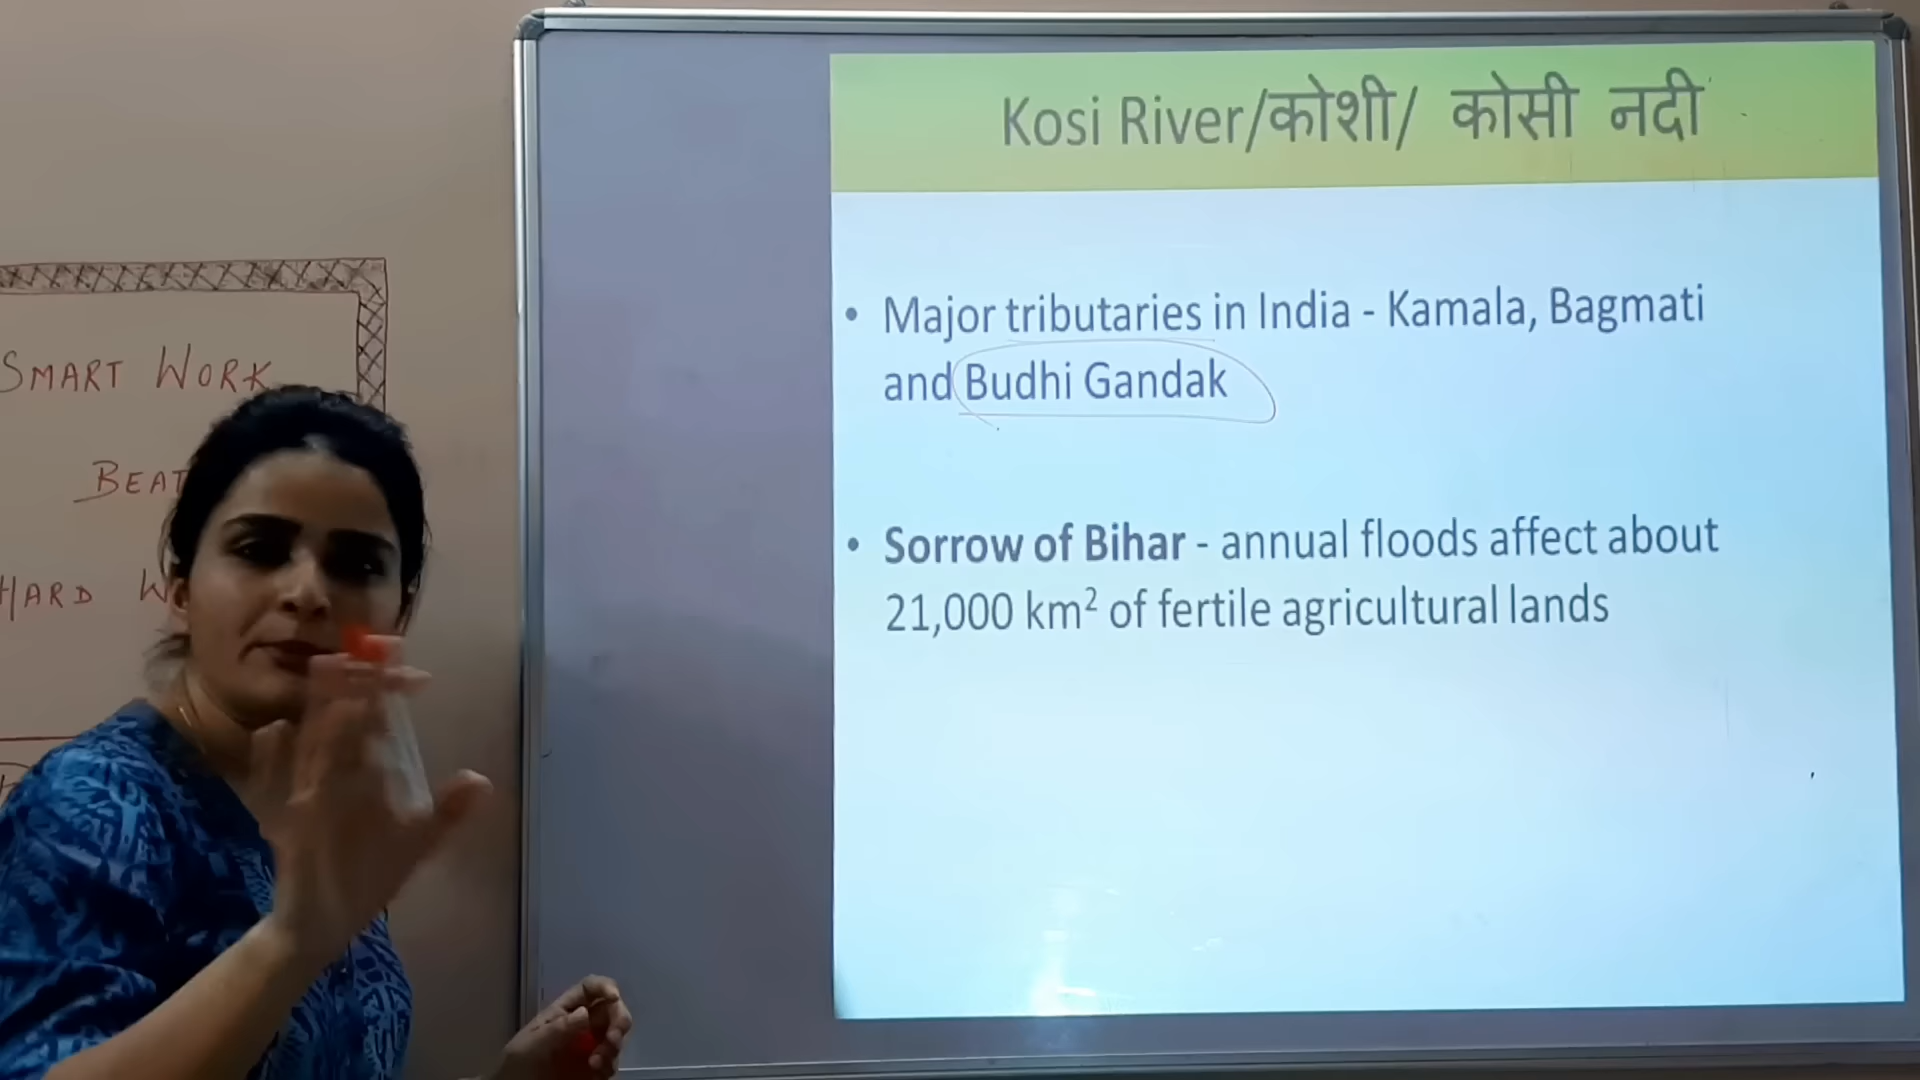 SMART WORK
BEAT
HARD
Kosi River/कोशी/ कोसी नदी
• Major tributaries in India - Kamala, Bagmati
and Budhi Gandak
• Sorrow of Bihar - annual floods affect about
21,000 km² of fertile agricultural lands